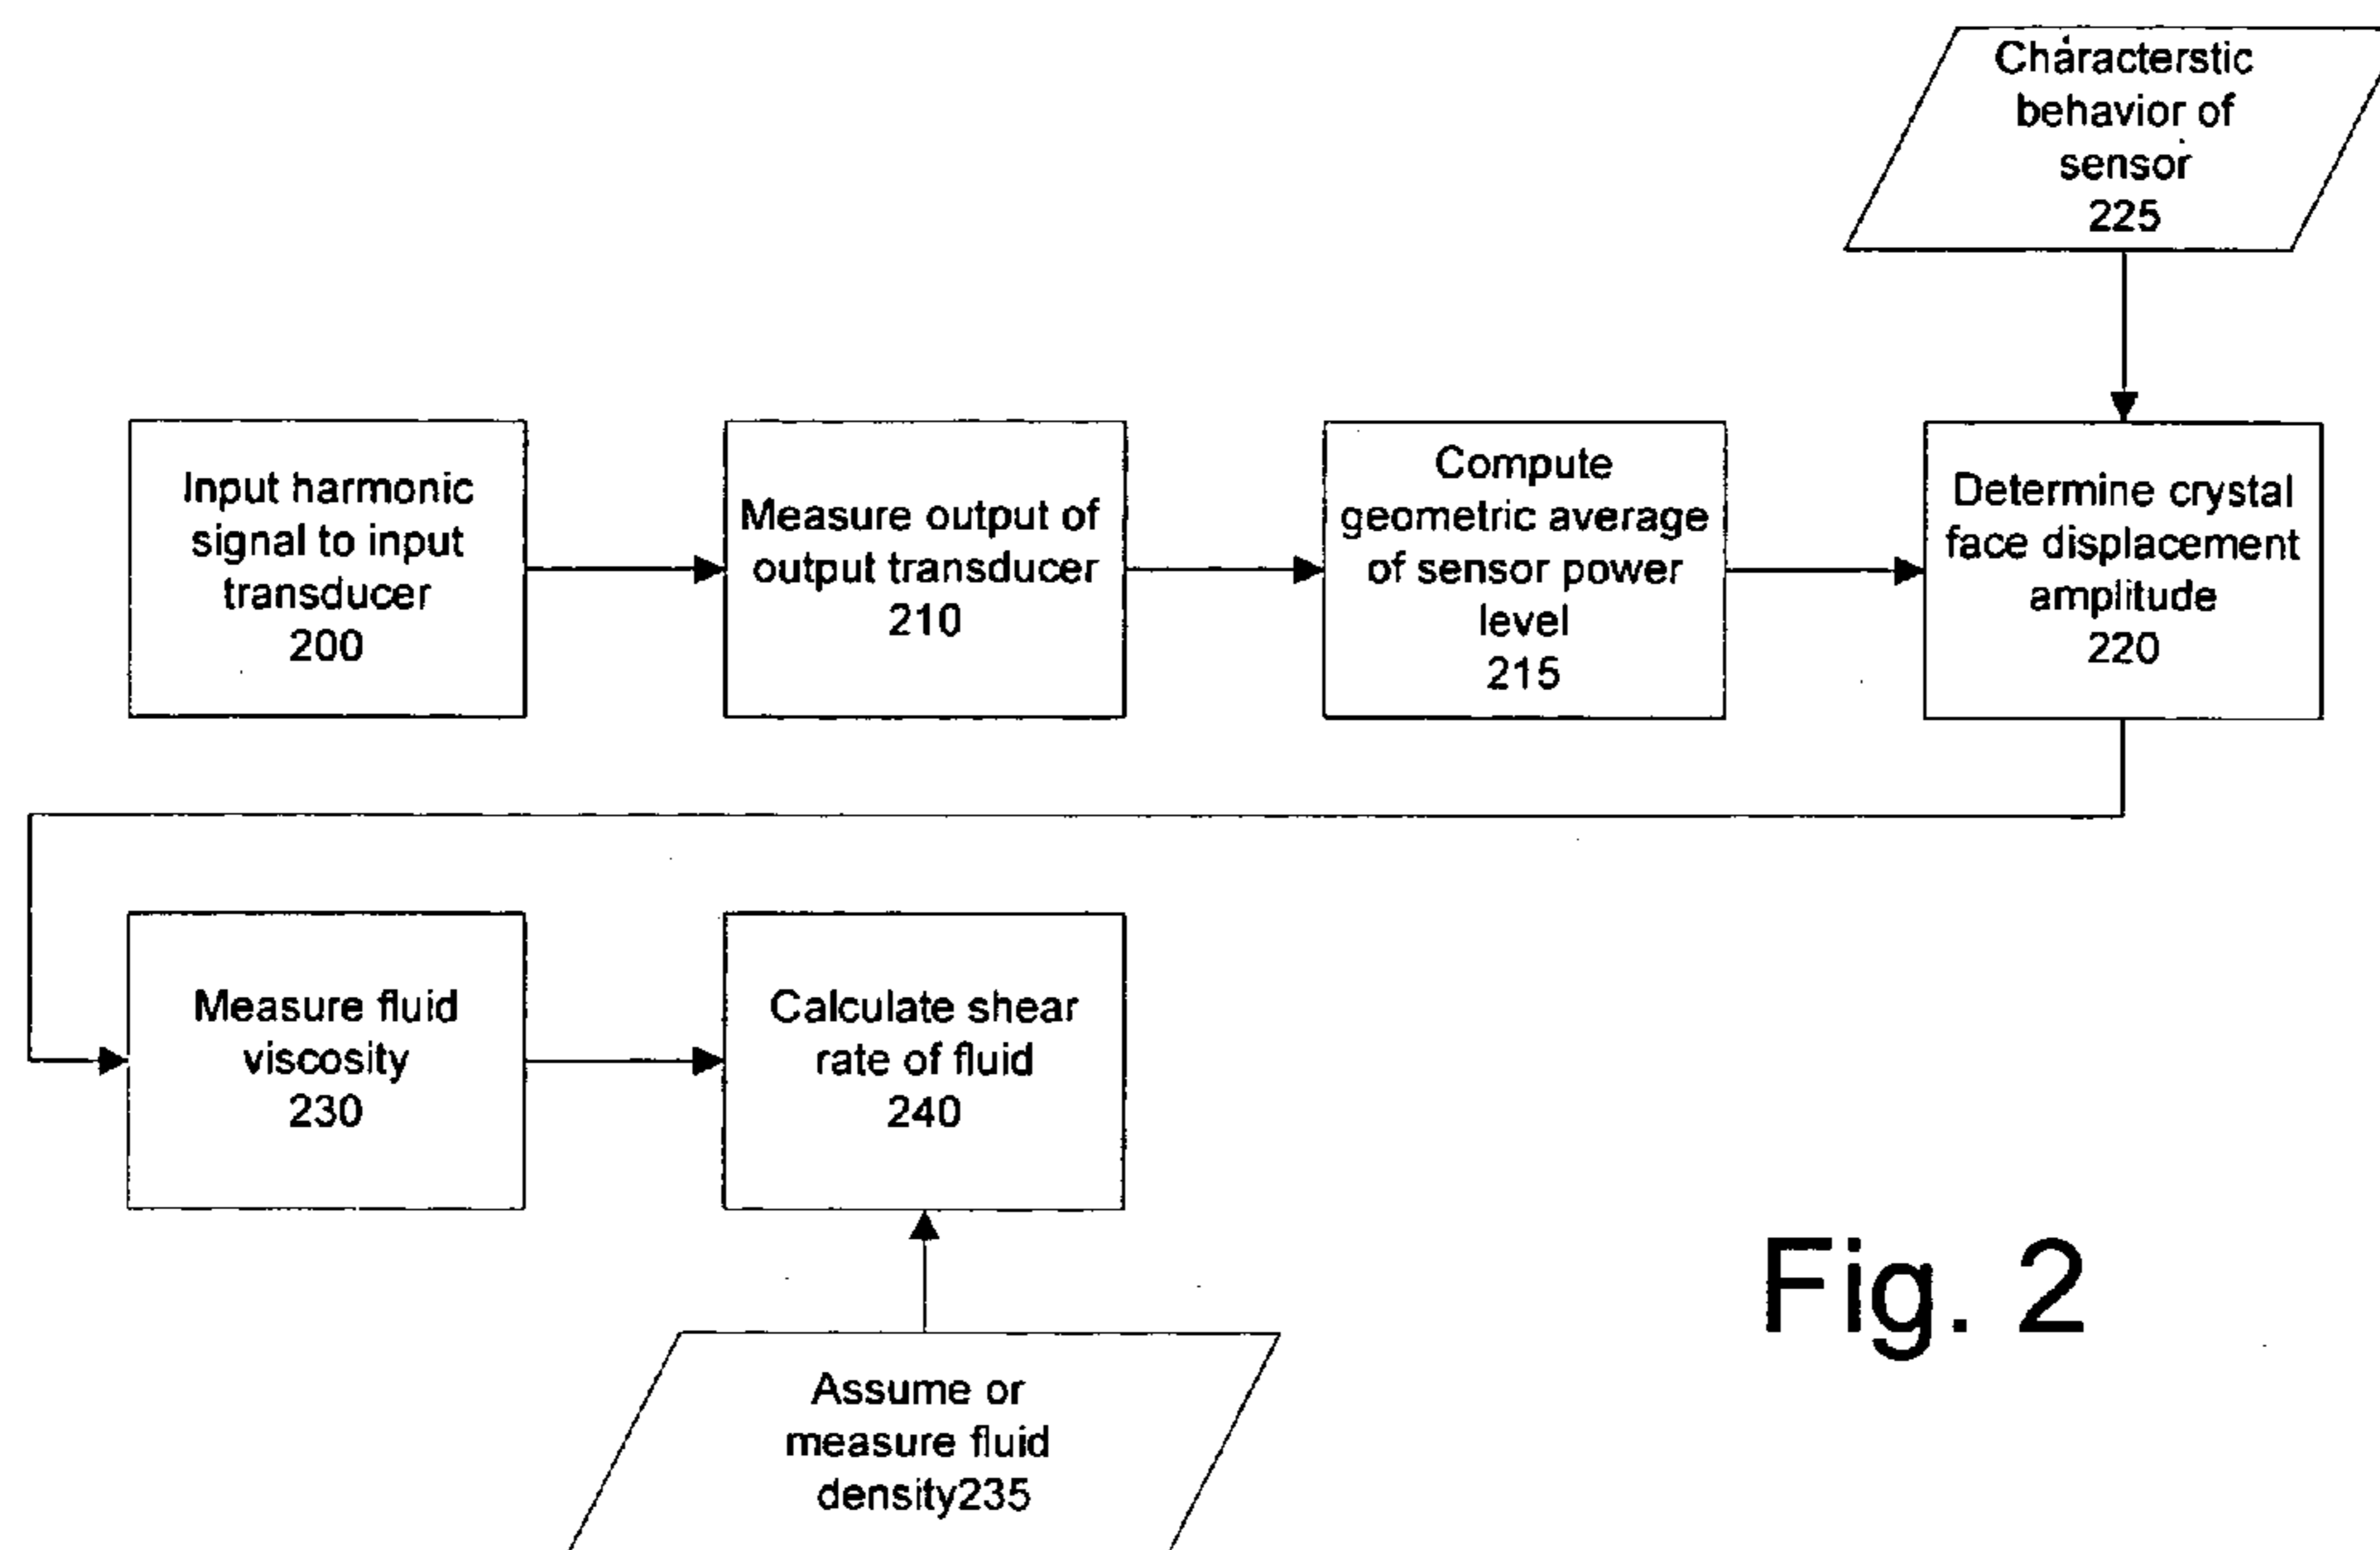 Characterstic
behavior of
sensor
225
Input harmonic
signal to input
transducer
200
Measure output of
output transducer
210
Compute
geometric average
of sensor power
level
215
Determine crystal
face displacement
amplitude
220
Measure fluid
viscosity
230
Calculate shear
rate of fluid
240
Assume or
measure fluid
density235
Fig. 2